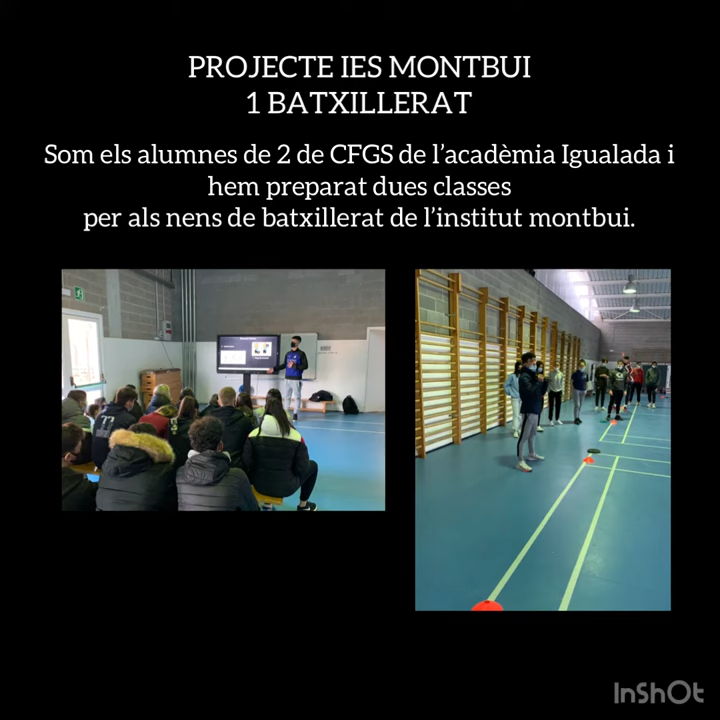 PROJECTE IES MONTBUI
1 BATXILLERAT
Som els alumnes de 2 de CFGS de l'acadèmia Igualada i
hem preparat dues classes
per als nens de batxillerat de l'institut montbui.
77
InShOt